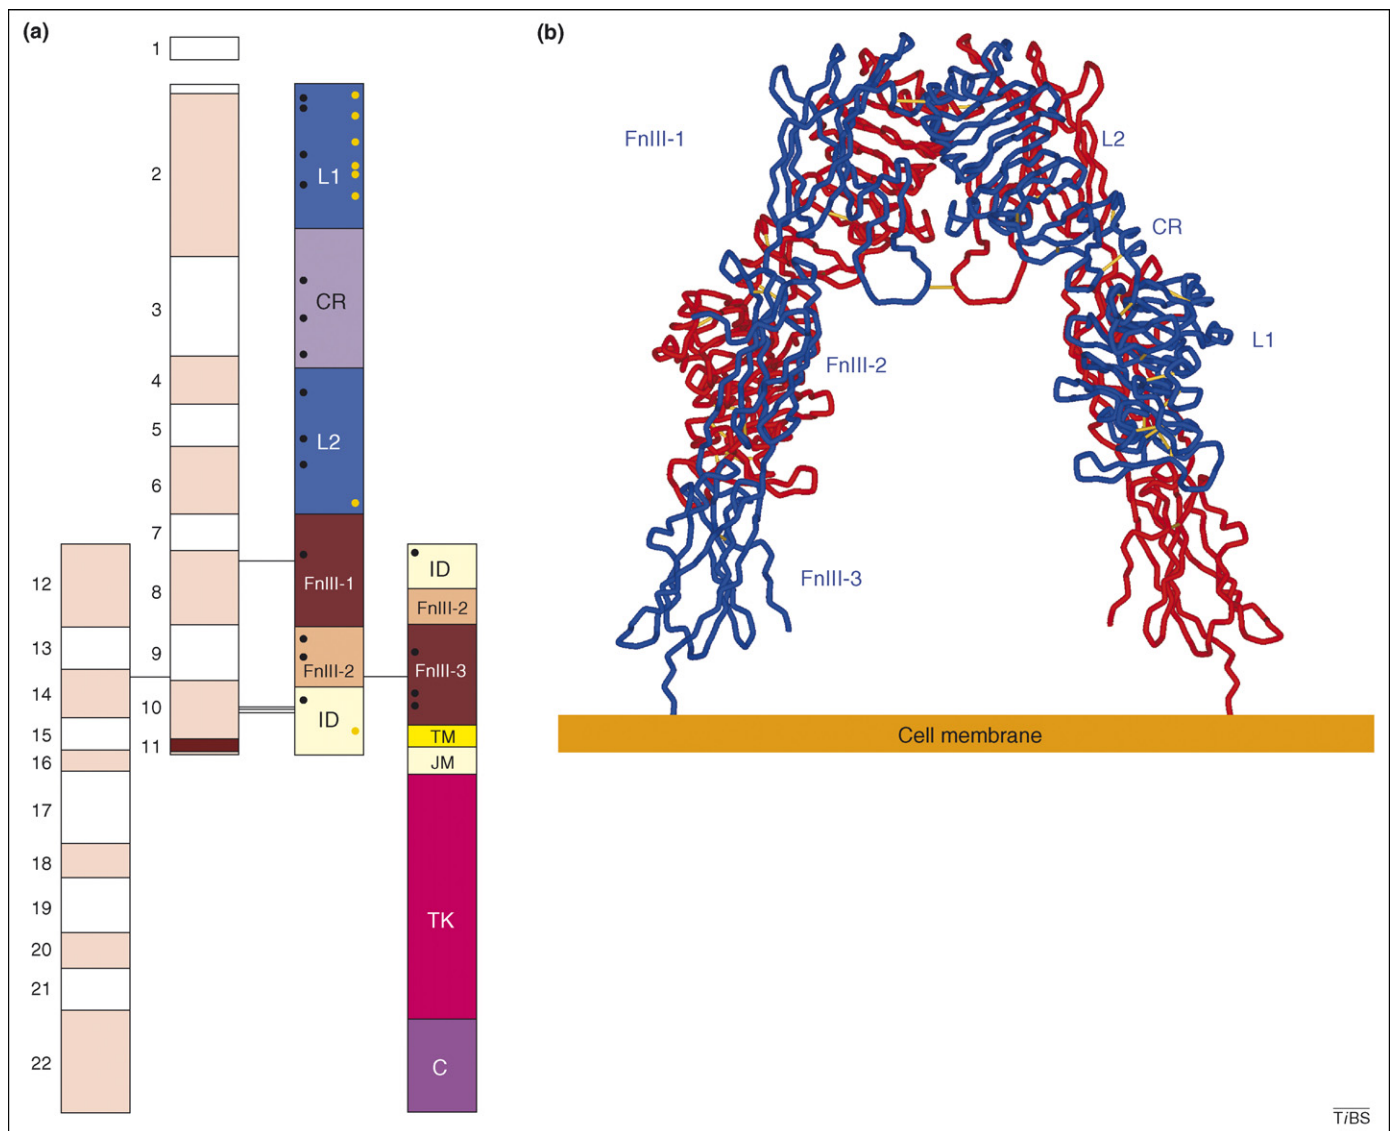 (a)
1
2
3
4
5
6
7
8
9
10
11
12
13
14
15
16
17
18
19
20
21
22
L1
CR
L2
FnIII-1
FnIII-2
ID
ID
FnIII-2
FnIII-3
TM
JM
TK
C
(b)
FnIII-1
L2
CR
L1
FnIII-2
FnIII-3
Cell membrane
TiBS